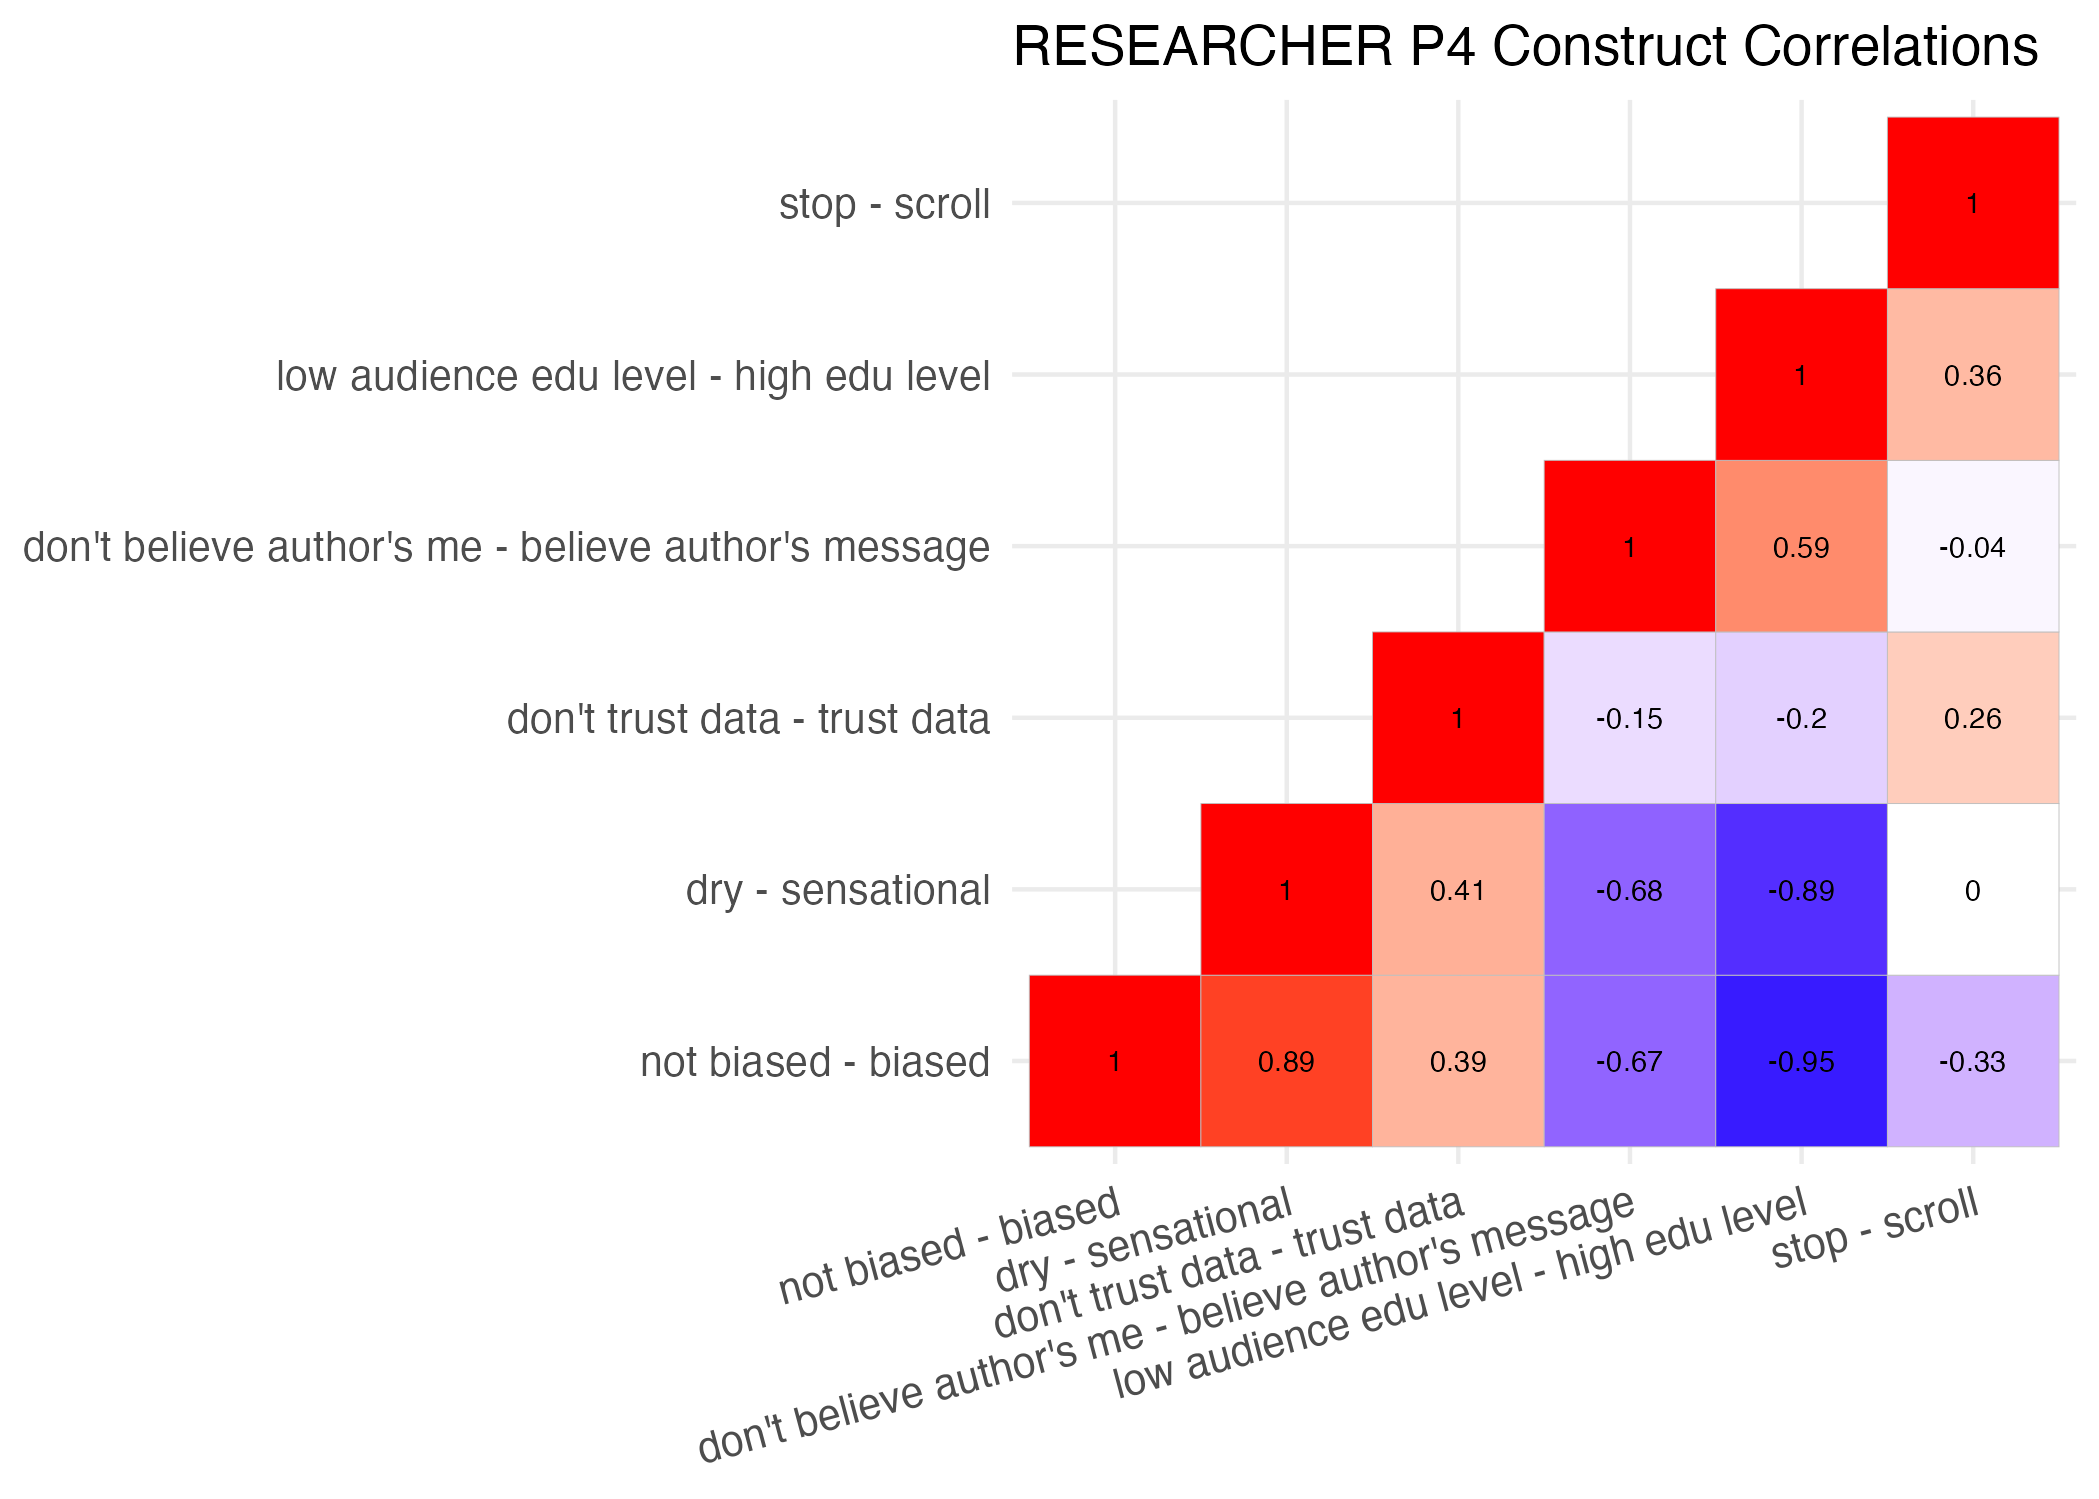 RESEARCHER P4 Construct Correlations
stop - scroll
1
low audience edu level - high edu level
1
0.36
don't believe author's me - believe author's message
1
0.59
-0.04
don't trust data - trust data
1
-0.15
-0.2
0.26
dry - sensational
1
0.41
-0.68
-0.89
0
not biased - biased
1
0.89
0.39
-0.67
-0.95
-0.33
not biased - biased
dry - sensational
don't trust data - trust data
don't believe author's me - believe author's message
low audience edu level - high edu level
stop - scroll